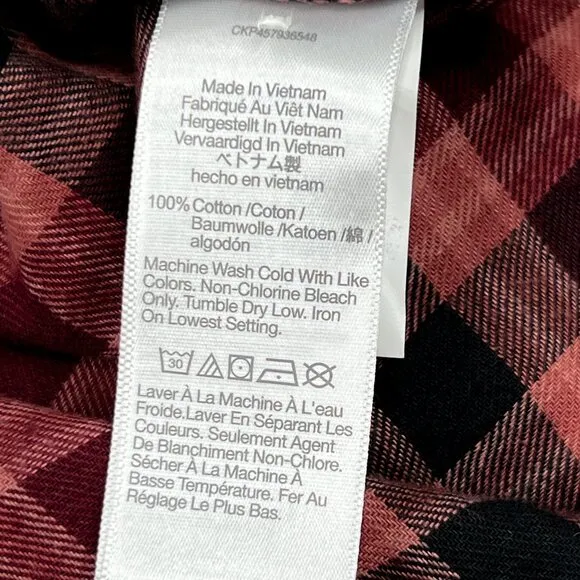 CKP457936548
Made In Vietnam
Fabriqué Au Viêt Nam
Hergestellt In Vietnam
Vervaardigd In Vietnam
ベトナム製
hecho en vietnam
100% Cotton /Coton /
Baumwolle /Katoen /綿 /
algodón
Machine Wash Cold With Like
Colors. Non-Chlorine Bleach
Only. Tumble Dry Low. Iron
On Lowest Setting.
30
Laver À La Machine À L'eau
Froide.Laver En Séparant Les
Couleurs. Seulement Agent
De Blanchiment Non-Chlore.
Sécher À La Machine À
Basse Température. Fer Au
Réglage Le Plus Bas.